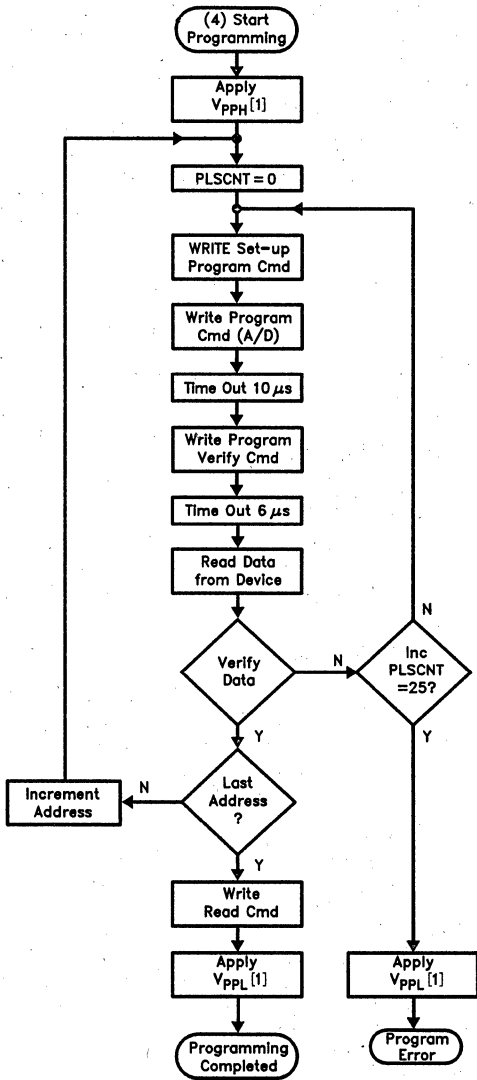 (4) Start
Programming
Apply
VPPH[1]
PLSCNT = 0
WRITE Set-up
Program Cmd
Write Program
Cmd (A/D)
Time Out 10 μs
Write Program
Verify Cmd
Time Out 6 μs
Read Data
from Device
Verify
Data
N
Inc
PLSCNT
=25?
N
Y
Y
Last
Address
?
N
Increment
Address
Y
Write
Read Cmd
Apply
VPPL[1]
Apply
VPPL[1]
Programming
Completed
Program
Error